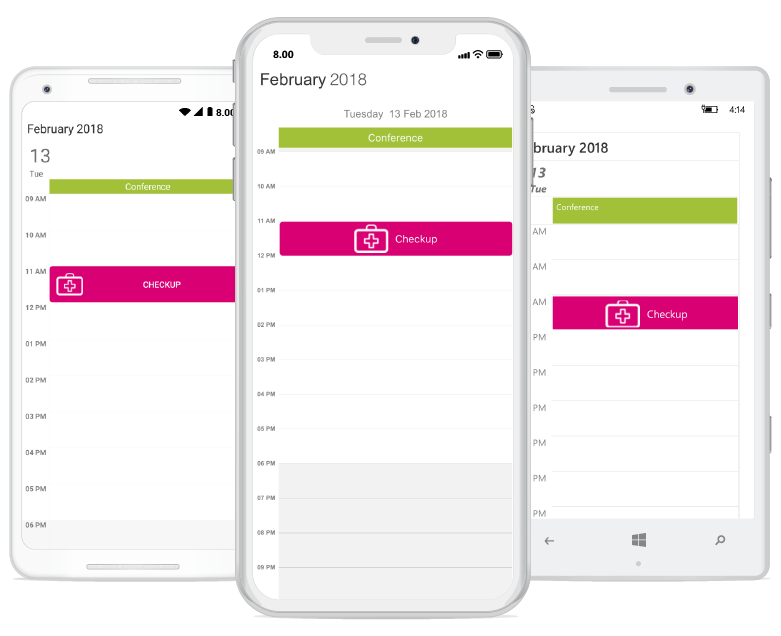 8.00
February 2018
13
Tue
Conference
09 AM
10 AM
11 AM
CHECKUP
12 PM
01 PM
02 PM
03 PM
04 PM
05 PM
06 PM
8.00
February 2018
Tuesday 13 Feb 2018
Conference
09 AM
10 AM
11 AM
Checkup
12 PM
01 PM
02 PM
03 PM
04 PM
05 PM
06 PM
07 PM
08 PM
09 PM
4:14
bruary 2018
13
Tue
Conference
AM
AM
AM
Checkup
PM
PM
PM
PM
PM
PM